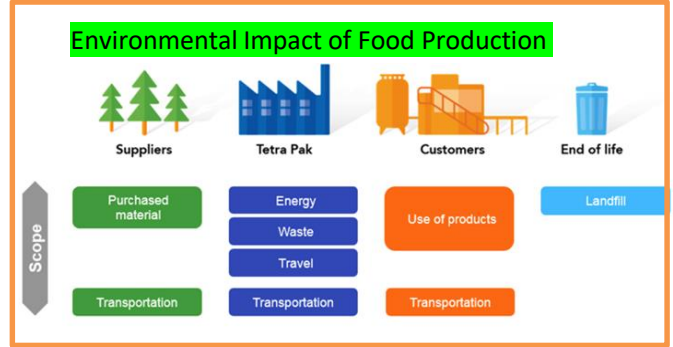 Environmental Impact of Food Production
Suppliers
Tetra Pak
Customers
End of life
Scope
Purchased
material
Energy
Waste
Travel
Use of products
Landfill
Transportation
Transportation
Transportation